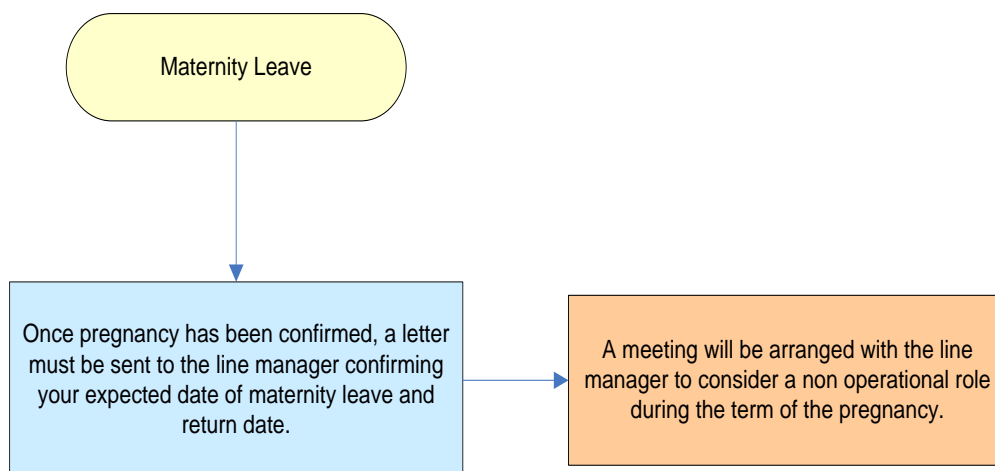 Maternity Leave
Once pregnancy has been confirmed, a letter
must be sent to the line manager confirming
your expected date of maternity leave and
return date.
A meeting will be arranged with the line
manager to consider a non operational role
during the term of the pregnancy.